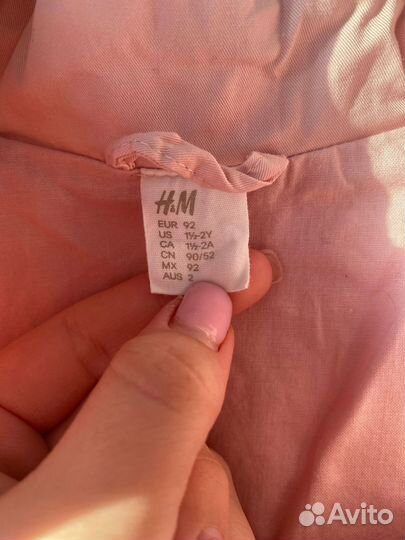 H&M
EUR 92
US 1½-2Y
CA 1½-2A
CN 90/52
MX 92
AUS 2
Avito